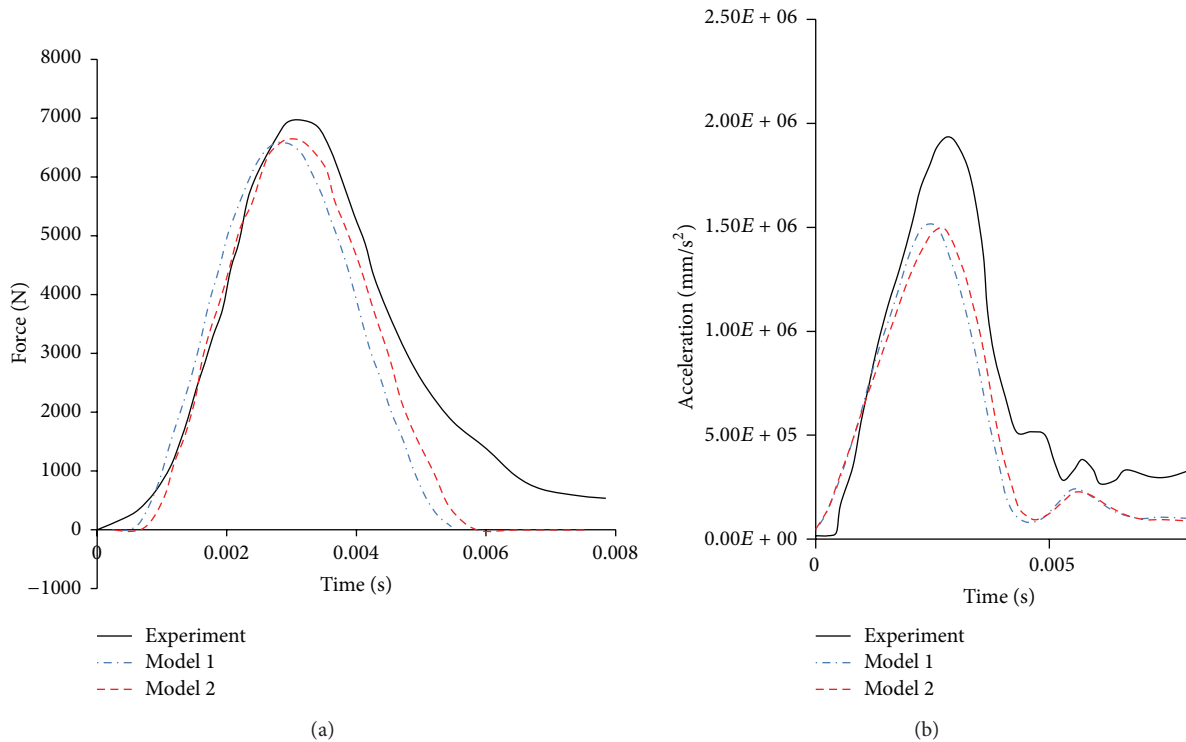 8000
7000
6000
5000
4000
3000
2000
1000
0
−1000
Force (N)
0
0.002
0.004
0.006
0.008
Time (s)
Experiment
Model 1
Model 2
(a)
2.50E + 06
2.00E + 06
1.50E + 06
1.00E + 06
5.00E + 05
0.00E + 00
Acceleration (mm/s²)
0
0.005
Time (s)
Experiment
Model 1
Model 2
(b)